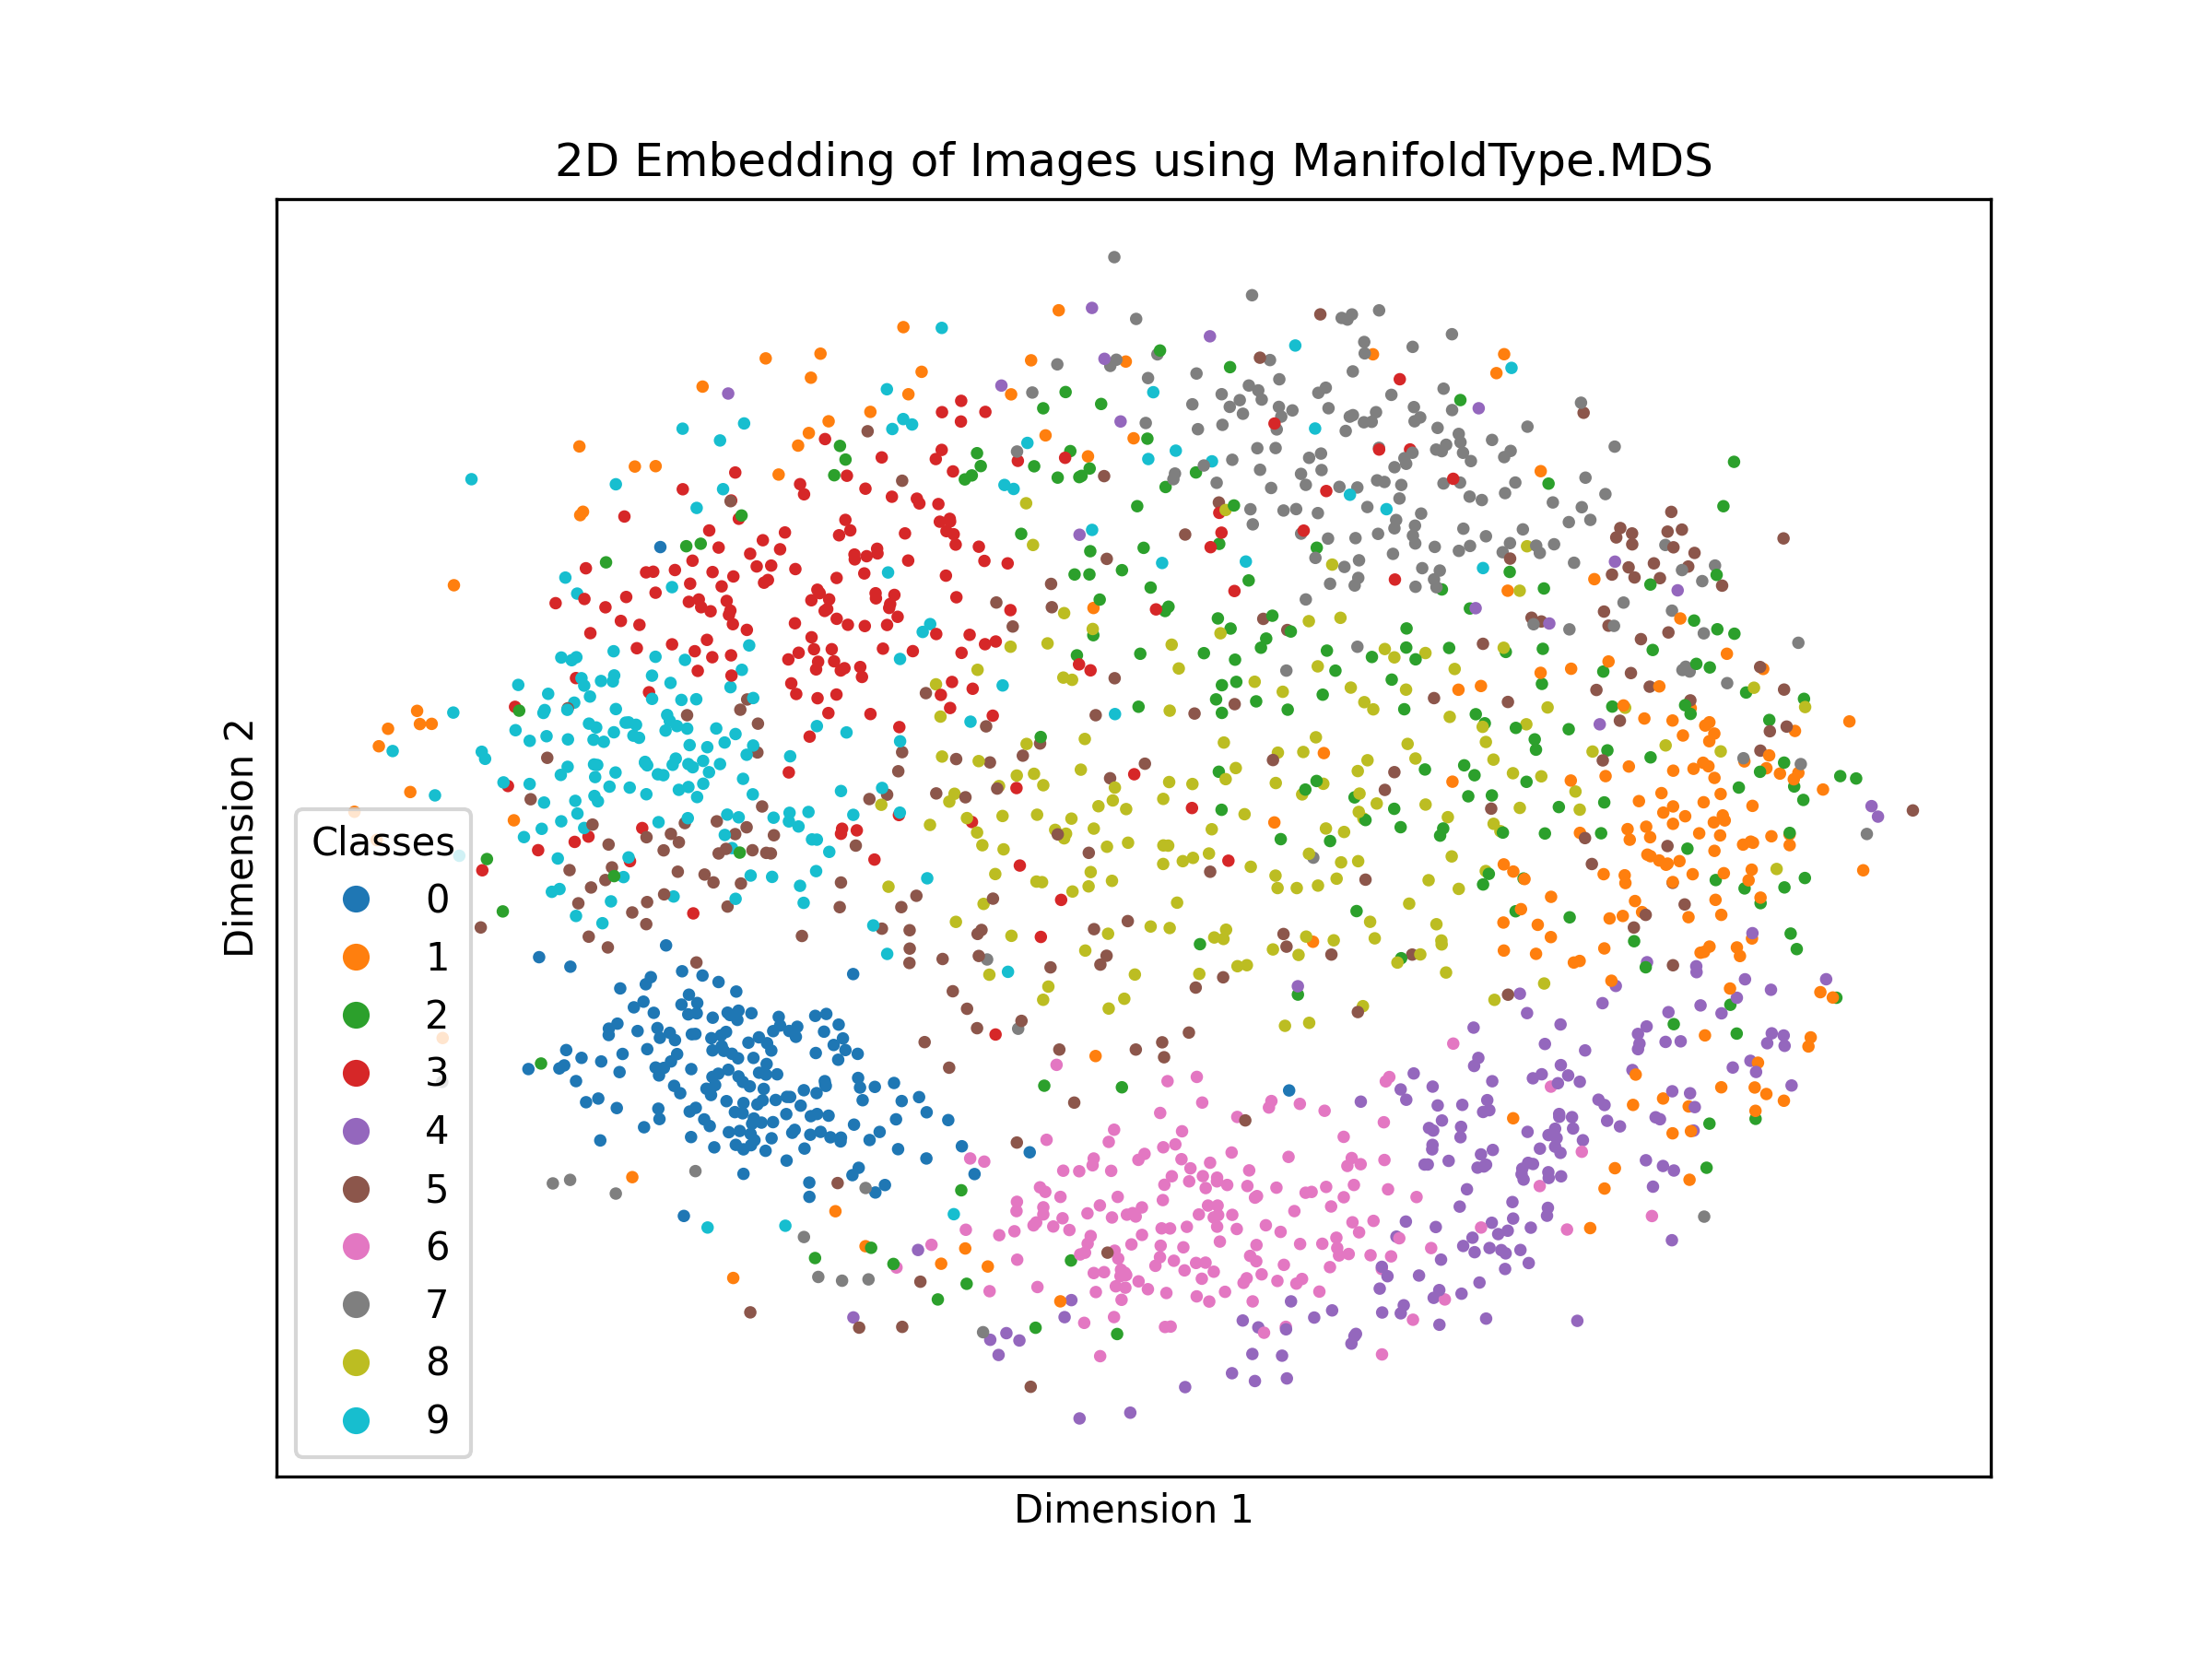 2D Embedding of Images using ManifoldType.MDS
Dimension 2
Classes
0
1
2
3
4
5
6
7
8
9
Dimension 1